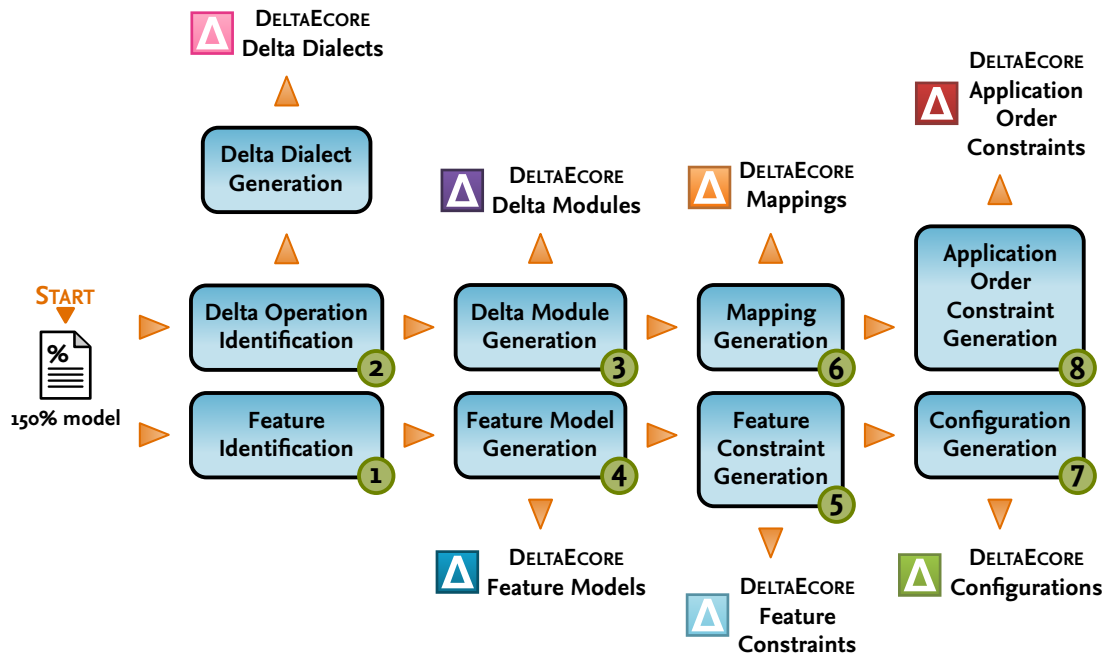 DELTAECORE
Delta Dialects
DELTAECORE
Application
Order
Constraints
Delta Dialect
Generation
DELTAECORE
Delta Modules
DELTAECORE
Mappings
START
%
150% model
Delta Operation
Identification
2
Delta Module
Generation
3
Mapping
Generation
6
Application
Order
Constraint
Generation
8
Feature
Identification
1
Feature Model
Generation
4
Feature
Constraint
Generation
5
Configuration
Generation
7
DELTAECORE
Feature Models
DELTAECORE
Feature
Constraints
DELTAECORE
Configurations